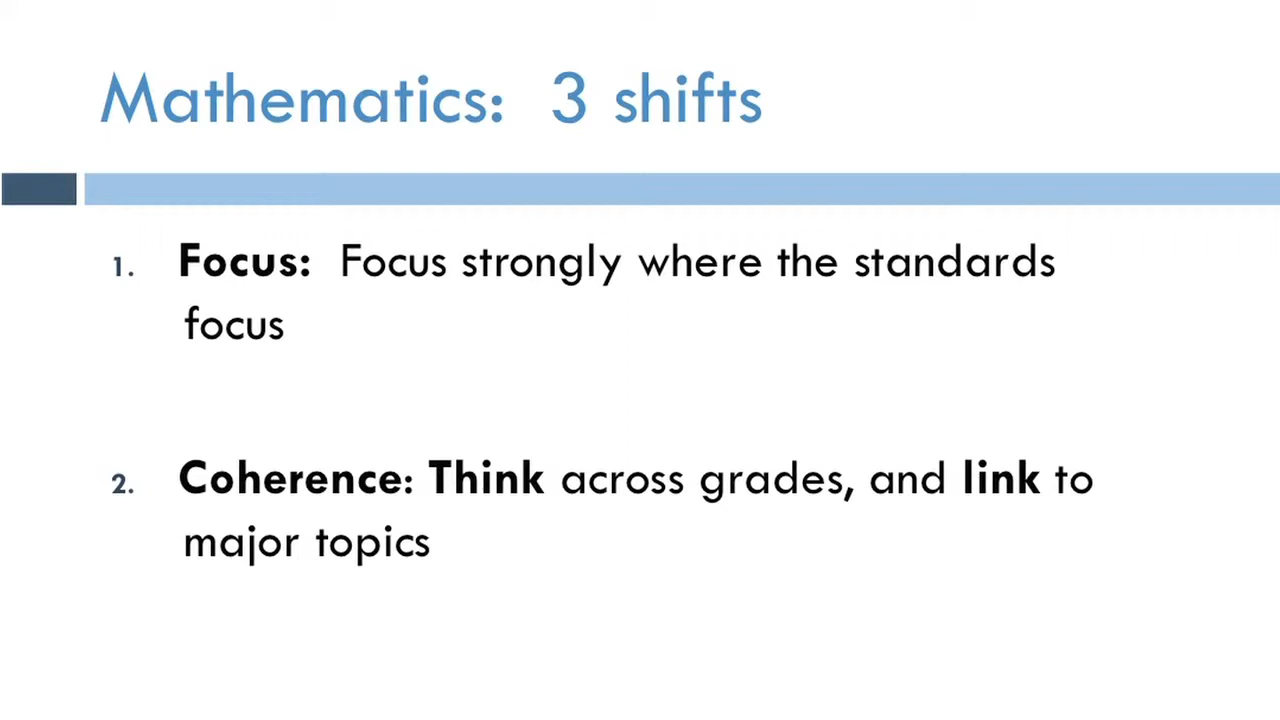 Mathematics: 3 shifts
1. Focus: Focus strongly where the standards
focus
2. Coherence: Think across grades, and link to
major topics